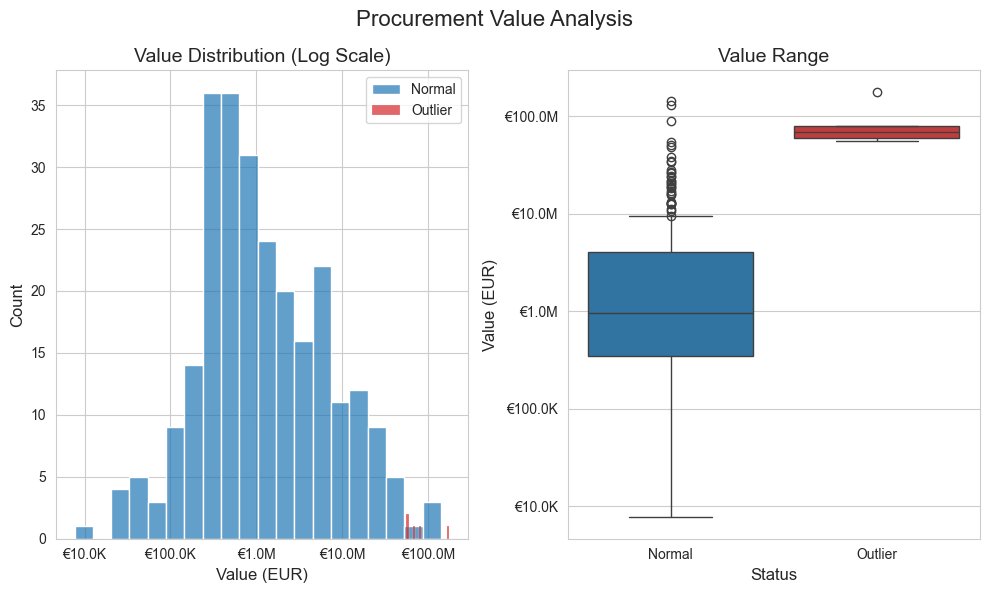 Procurement Value Analysis
Value Distribution (Log Scale)
Normal
Outlier
Count
35
30
25
20
15
10
5
0
€10.0K €100.0K €1.0M €10.0M €100.0M
Value (EUR)
Value Range
Value (EUR)
€100.0M
€10.0M
€1.0M
€100.0K
€10.0K
Normal Outlier
Status